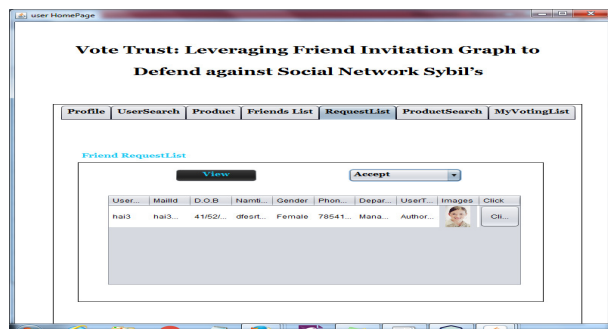 user HomePage
Vote Trust: Leveraging Friend Invitation Graph to
Defend against Social Network Sybil's
Profile UserSearch Product Friends List RequestList ProductSearch MyVotingList
Friend RequestList
View Accept
User... MailId D.O.B Namti... Gender Phon... Depar... UserT... Images Click
hai3 hai3... 41/52/... dfesrt... Female 78541... Mana... Author... Cli...